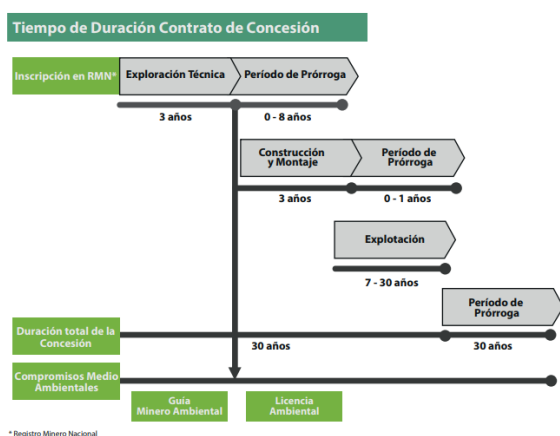 Tiempo de Duración Contrato de Concesión
Inscripción en RMN*
Exploración Técnica
Período de Prórroga
3 años
0 - 8 años
Construcción
y Montaje
Período de
Prórroga
3 años
0 - 1 años
Explotación
7 - 30 años
Período de
Prórroga
Duración total de la
Concesión
30 años
30 años
Compromisos Medio
Ambientales
Guía
Minero Ambiental
Licencia
Ambiental
* Registro Minero Nacional